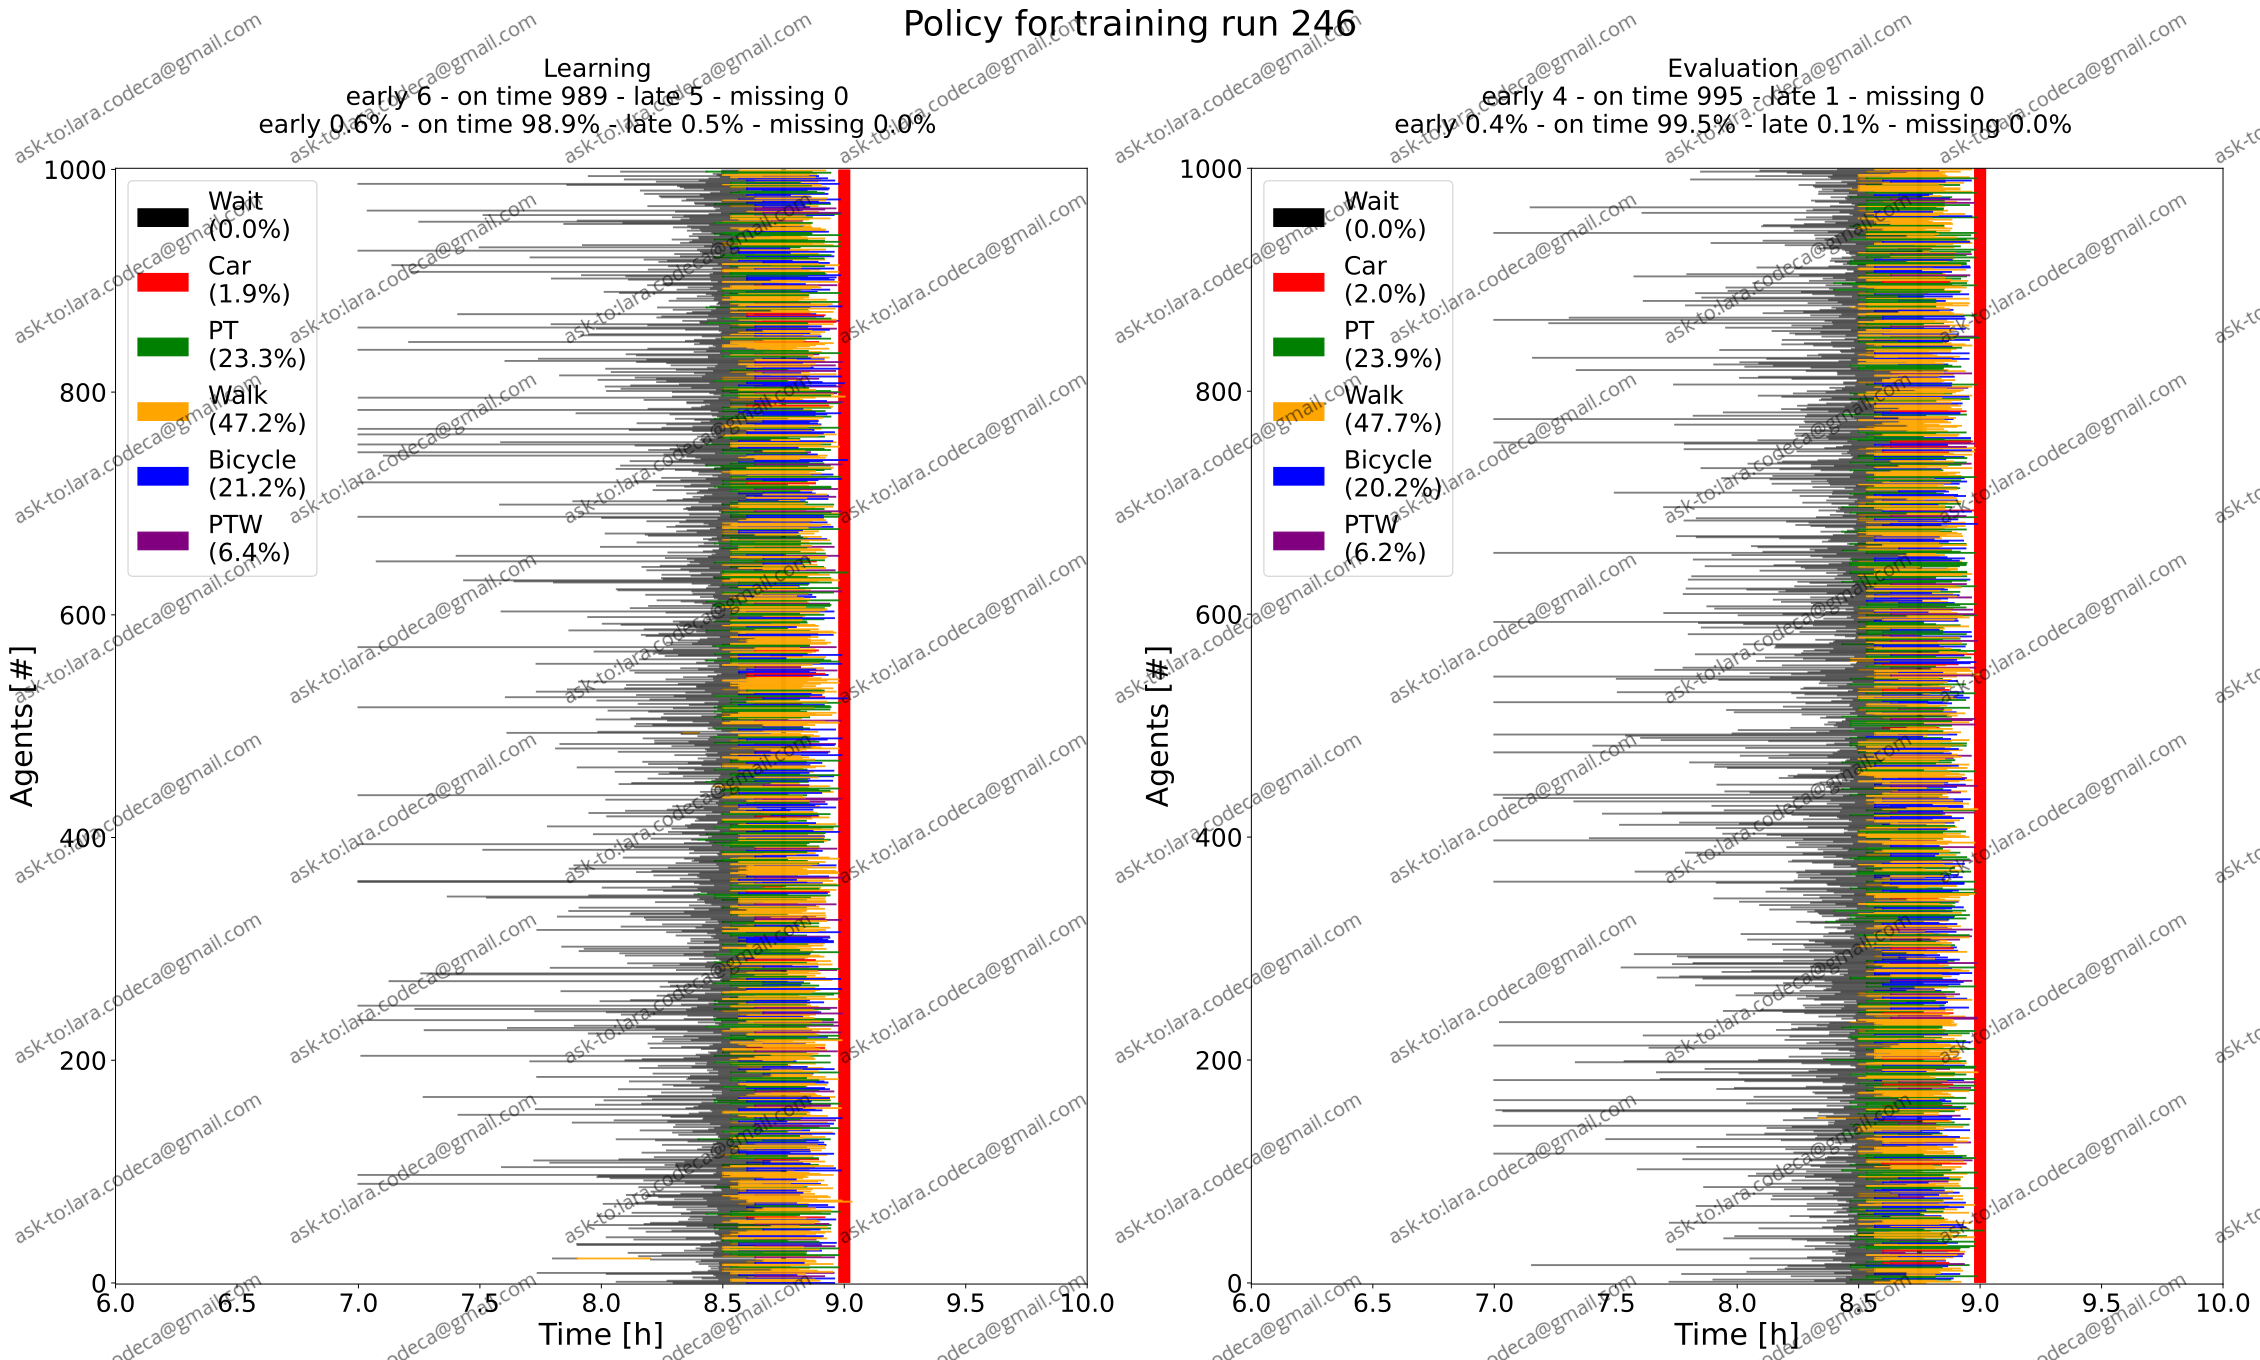 Policy for training run 246
Learning
early 6 - on time 989 - late 5 - missing 0
early 0.6% - on time 98.9% - late 0.5% - missing 0.0%
1000
800
600
400
200
0
Agents [#]
Wait
(0.0%)
Car
(1.9%)
PT
(23.3%)
Walk
(47.2%)
Bicycle
(21.2%)
PTW
(6.4%)
6.0 6.5 7.0 7.5 8.0 8.5 9.0 9.5 10.0
Time [h]
Evaluation
early 4 - on time 995 - late 1 - missing 0
early 0.4% - on time 99.5% - late 0.1% - missing 0.0%
1000
800
600
400
200
0
Agents [#]
Wait
(0.0%)
Car
(2.0%)
PT
(23.9%)
Walk
(47.7%)
Bicycle
(20.2%)
PTW
(6.2%)
6.0 6.5 7.0 7.5 8.0 8.5 9.0 9.5 10.0
Time [h]
ask-to:lara.codeca@gmail.com